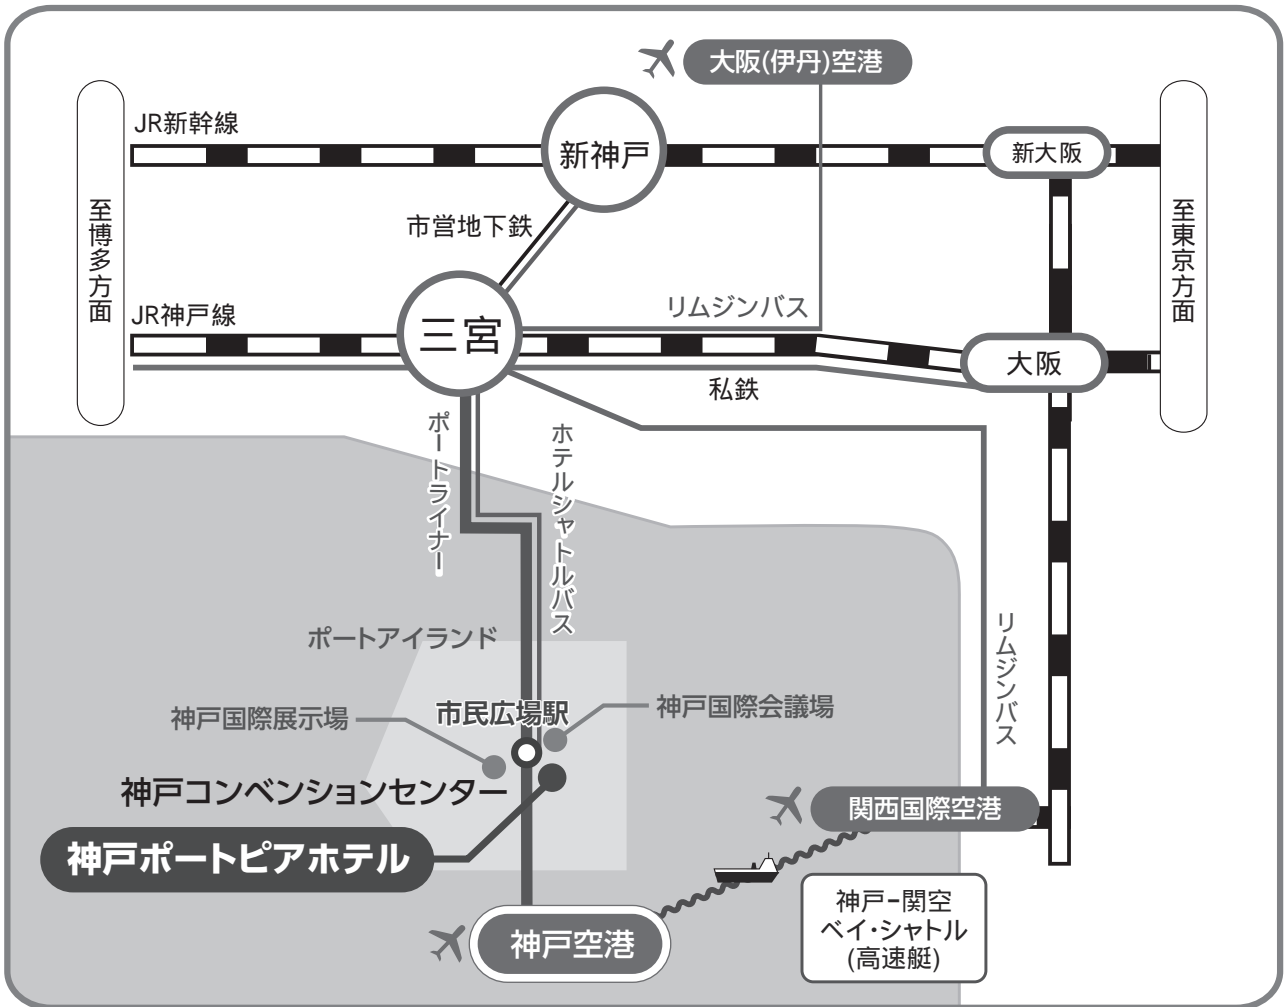 大阪(伊丹)空港
JR新幹線
新神戸
新大阪
至博多方面
至東京方面
市営地下鉄
JR神戸線
リムジンバス
三宮
大阪
私鉄
ポートライナー
ホテルシャトルバス
リムジンバス
ポートアイランド
神戸国際展示場
市民広場駅
神戸国際会議場
神戸コンベンションセンター
関西国際空港
神戸ポートピアホテル
神戸空港
神戸-関空
ベイ・シャトル
(高速艇)